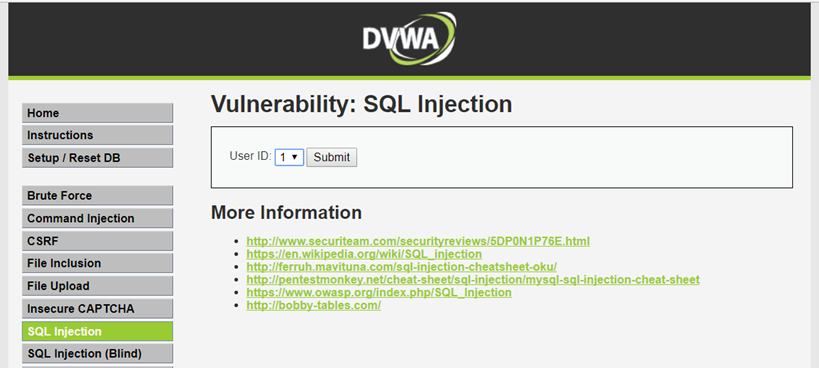 DVWA
Home
Instructions
Setup / Reset DB
Brute Force
Command Injection
CSRF
File Inclusion
File Upload
Insecure CAPTCHA
SQL Injection
SQL Injection (Blind)
Vulnerability: SQL Injection
User ID: 1 Submit
More Information
http://www.securiteam.com/securityreviews/5DP0N1P76E.html
https://en.wikipedia.org/wiki/SQL_injection
http://ferruh.mavituna.com/sql-injection-cheatsheet-oku/
http://pentestmonkey.net/cheat-sheet/sql-injection/mysql-sql-injection-cheat-sheet
https://www.owasp.org/index.php/SQL_Injection
http://bobby-tables.com/